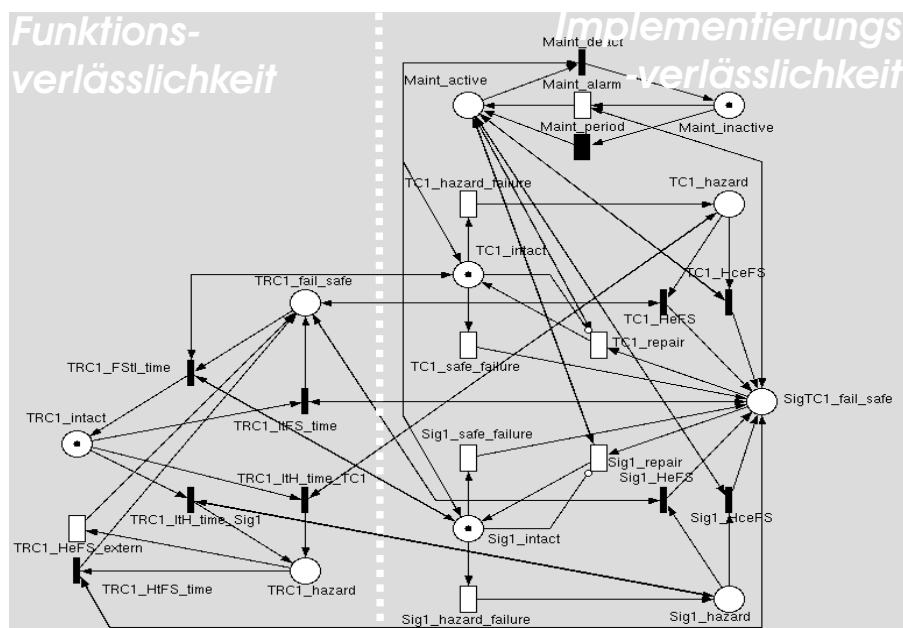 Funktions-
verlässlichkeit
Implementierungs
-verlässlichkeit
Maint_deact
Maint_active
Maint_alarm
Maint_period
Maint_inactive
TC1_hazard_failure
TC1_hazard
TC1_intact
TC1_HceFS
TRC1_fail_safe
TC1_HeFS
TC1_repair
TC1_safe_failure
TRC1_FStI_time
SigTC1_fail_safe
TRC1_intact
TRC1_ItFS_time
Sig1_safe_failure
Sig1_repair
Sig1_HeFS
TRC1_ItH_time_TC1
TRC1_ItH_time_Sig1
Sig1_HceFS
Sig1_intact
TRC1_HeFS_extern
TRC1_HtFS_time
TRC1_hazard
Sig1_hazard_failure
Sig1_hazard